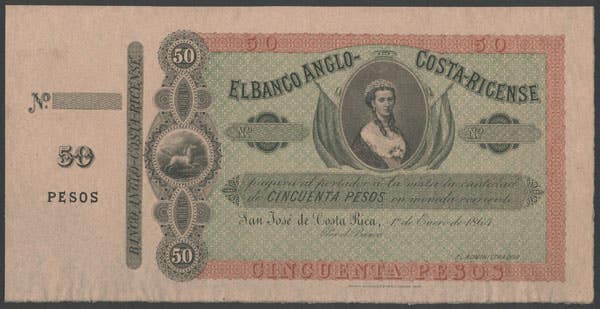 Nº
50
PESOS
BANCO ANGLO-COSTA-RICENSE
50
50
50 50
EL BANCO ANGLO-COSTA-RICENSE
Nº Nº
pagará al portador á la vista la cantidad
de CINCUENTA PESOS en moneda corriente
San José de Costa Rica, 1º de Enero de 1864
Por el Banco
ADMINISTRADOR
CINCUENTA PESOS